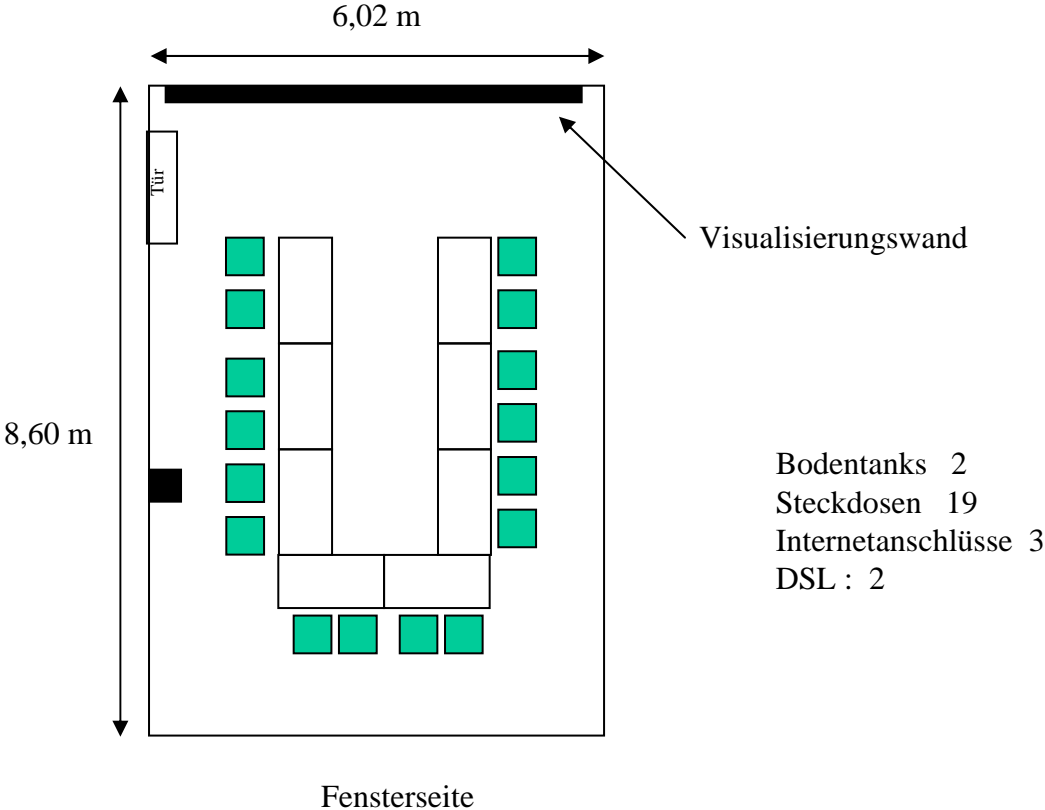 6,02 m
Tür
Visualisierungswand
8,60 m
Bodentanks 2
Steckdosen 19
Internetanschlüsse 3
DSL : 2
Fensterseite